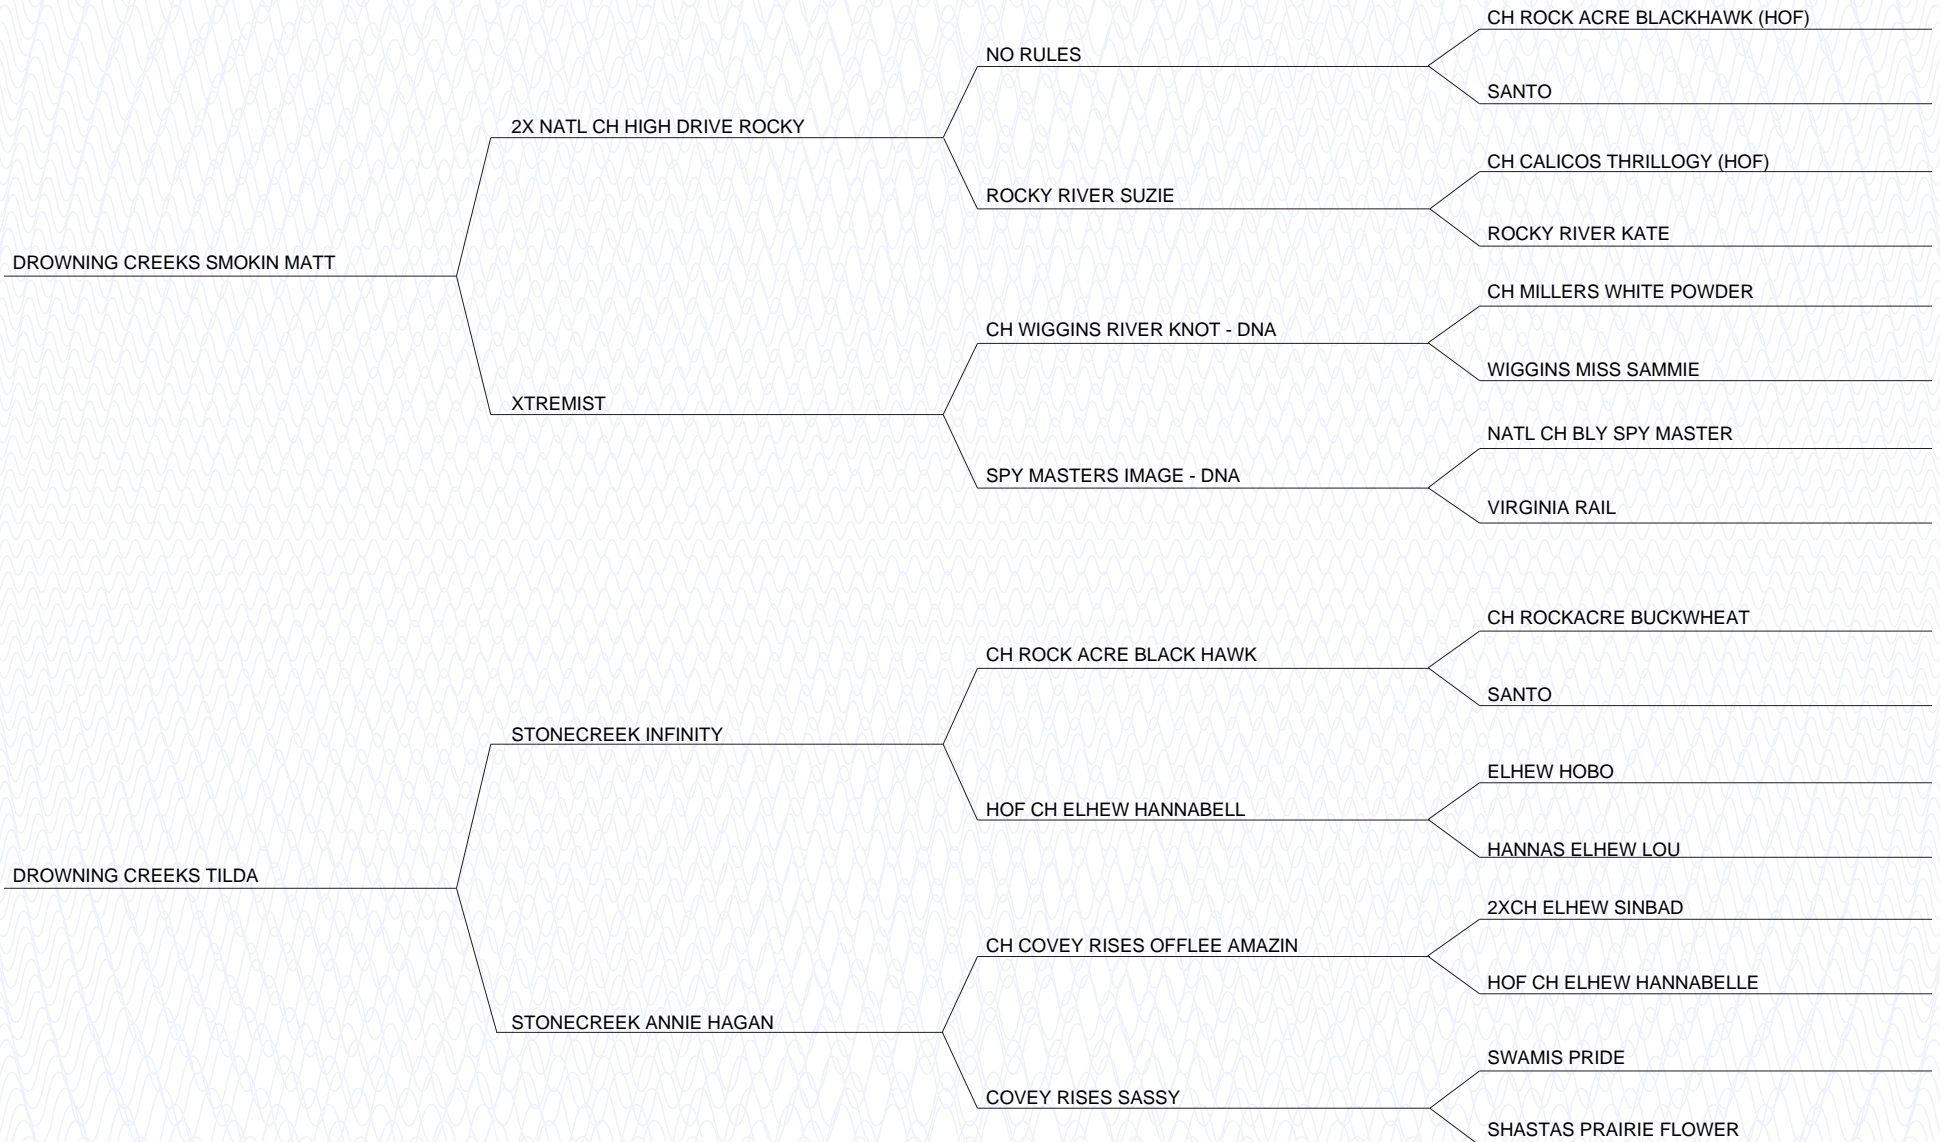 CH ROCK ACRE BLACKHAWK (HOF)
NO RULES
SANTO
2X NATL CH HIGH DRIVE ROCKY
CH CALICOS THRILLOGY (HOF)
ROCKY RIVER SUZIE
ROCKY RIVER KATE
DROWNING CREEKS SMOKIN MATT
CH MILLERS WHITE POWDER
CH WIGGINS RIVER KNOT - DNA
WIGGINS MISS SAMMIE
XTREMIST
NATL CH BLY SPY MASTER
SPY MASTERS IMAGE - DNA
VIRGINIA RAIL
CH ROCKACRE BUCKWHEAT
CH ROCK ACRE BLACK HAWK
SANTO
STONECREEK INFINITY
ELHEW HOBO
HOF CH ELHEW HANNABELL
HANNAS ELHEW LOU
DROWNING CREEKS TILDA
2XCH ELHEW SINBAD
CH COVEY RISES OFFLEE AMAZIN
HOF CH ELHEW HANNABELLE
STONECREEK ANNIE HAGAN
SWAMIS PRIDE
COVEY RISES SASSY
SHASTAS PRAIRIE FLOWER